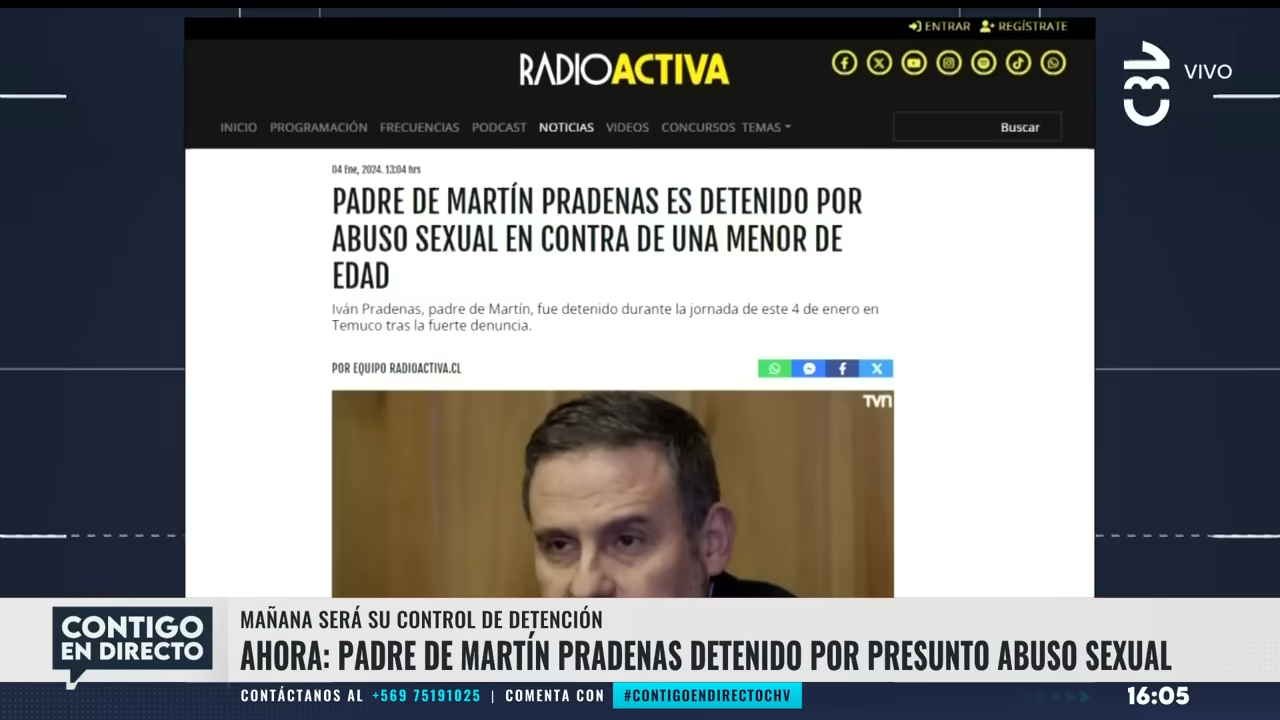 ENTRAR REGÍSTRATE
RADIOACTIVA
VIVO
INICIO PROGRAMACIÓN FRECUENCIAS PODCAST NOTICIAS VIDEOS CONCURSOS TEMAS
Buscar
04 Ene, 2024. 13:04 hrs
PADRE DE MARTÍN PRADENAS ES DETENIDO POR
ABUSO SEXUAL EN CONTRA DE UNA MENOR DE
EDAD
Iván Pradenas, padre de Martín, fue detenido durante la jornada de este 4 de enero en
Temuco tras la fuerte denuncia.
POR EQUIPO RADIOACTIVA.CL
TVN
CONTIGO
EN DIRECTO
MAÑANA SERÁ SU CONTROL DE DETENCIÓN
AHORA: PADRE DE MARTÍN PRADENAS DETENIDO POR PRESUNTO ABUSO SEXUAL
CONTÁCTANOS AL +569 75191025 | COMENTA CON #CONTIGOENDIRECTOCHV
16:05